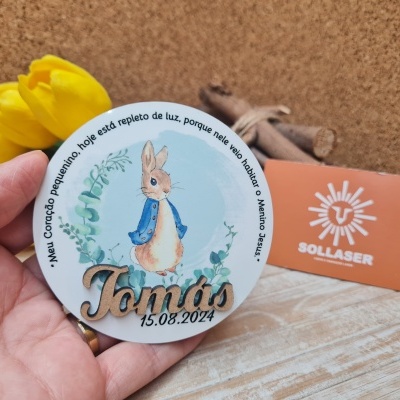 Meu Coração pequenino, hoje está repleto de luz, porque nele veio habitar o Menino Jesus.
Tomás
15.08.2024
SOLLASER